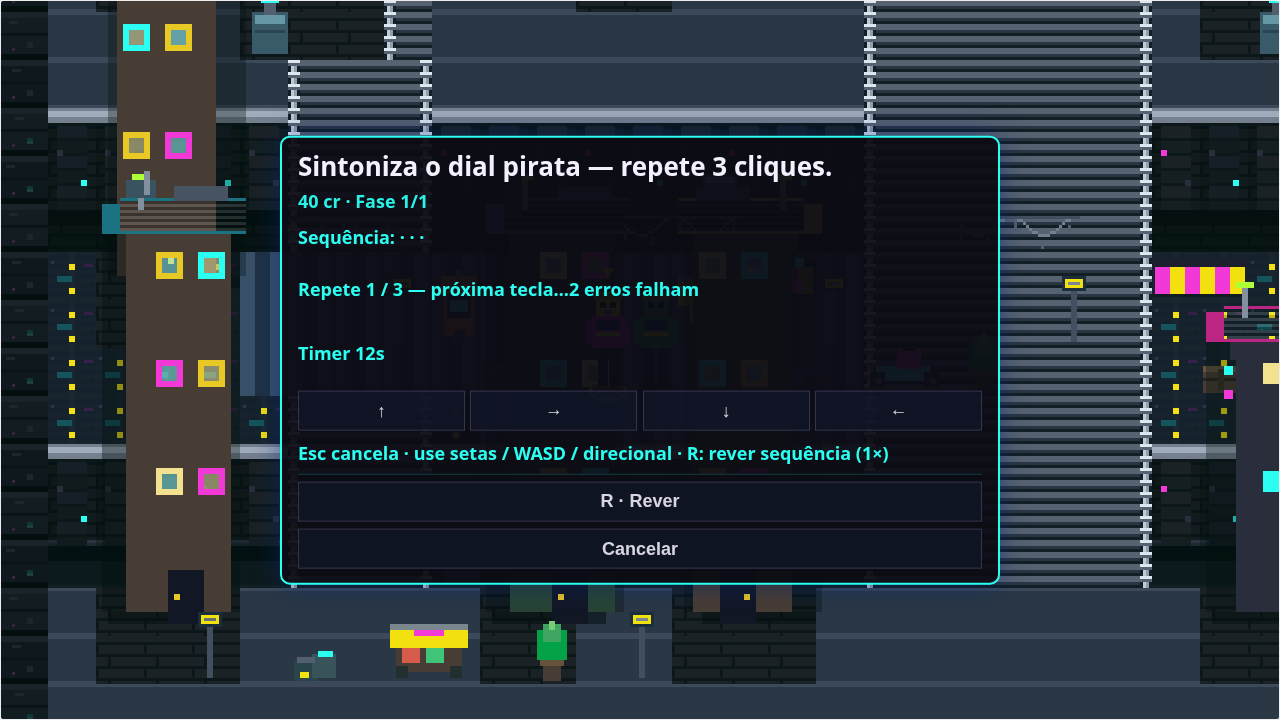 Sintoniza o dial pirata — repete 3 cliques.
40 cr · Fase 1/1
Sequência: · · ·
Repete 1 / 3 — próxima tecla...2 erros falham
Timer 12s
↑ → ↓ ←
Esc cancela · use setas / WASD / direcional · R: rever sequência (1×)
R · Rever
Cancelar